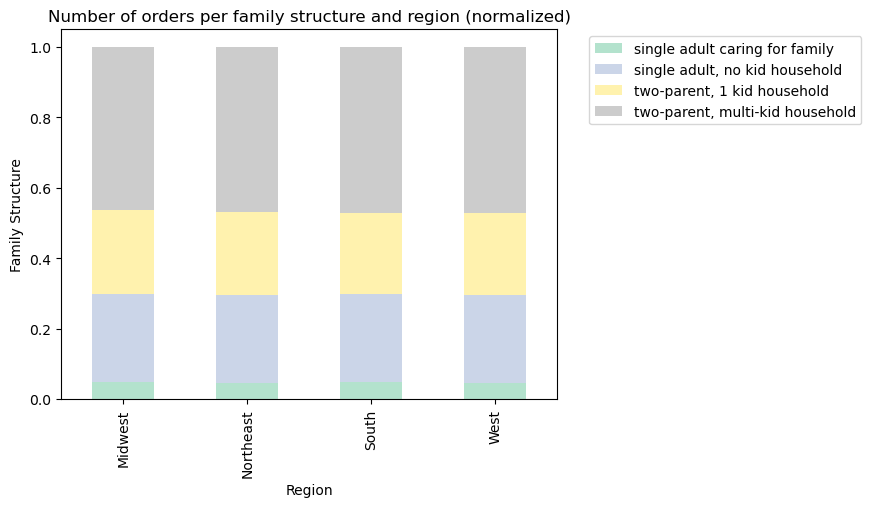 Number of orders per family structure and region (normalized)
single adult caring for family
single adult, no kid household
two-parent, 1 kid household
two-parent, multi-kid household
Family Structure
1.0
0.8
0.6
0.4
0.2
0.0
Midwest
Northeast
South
West
Region